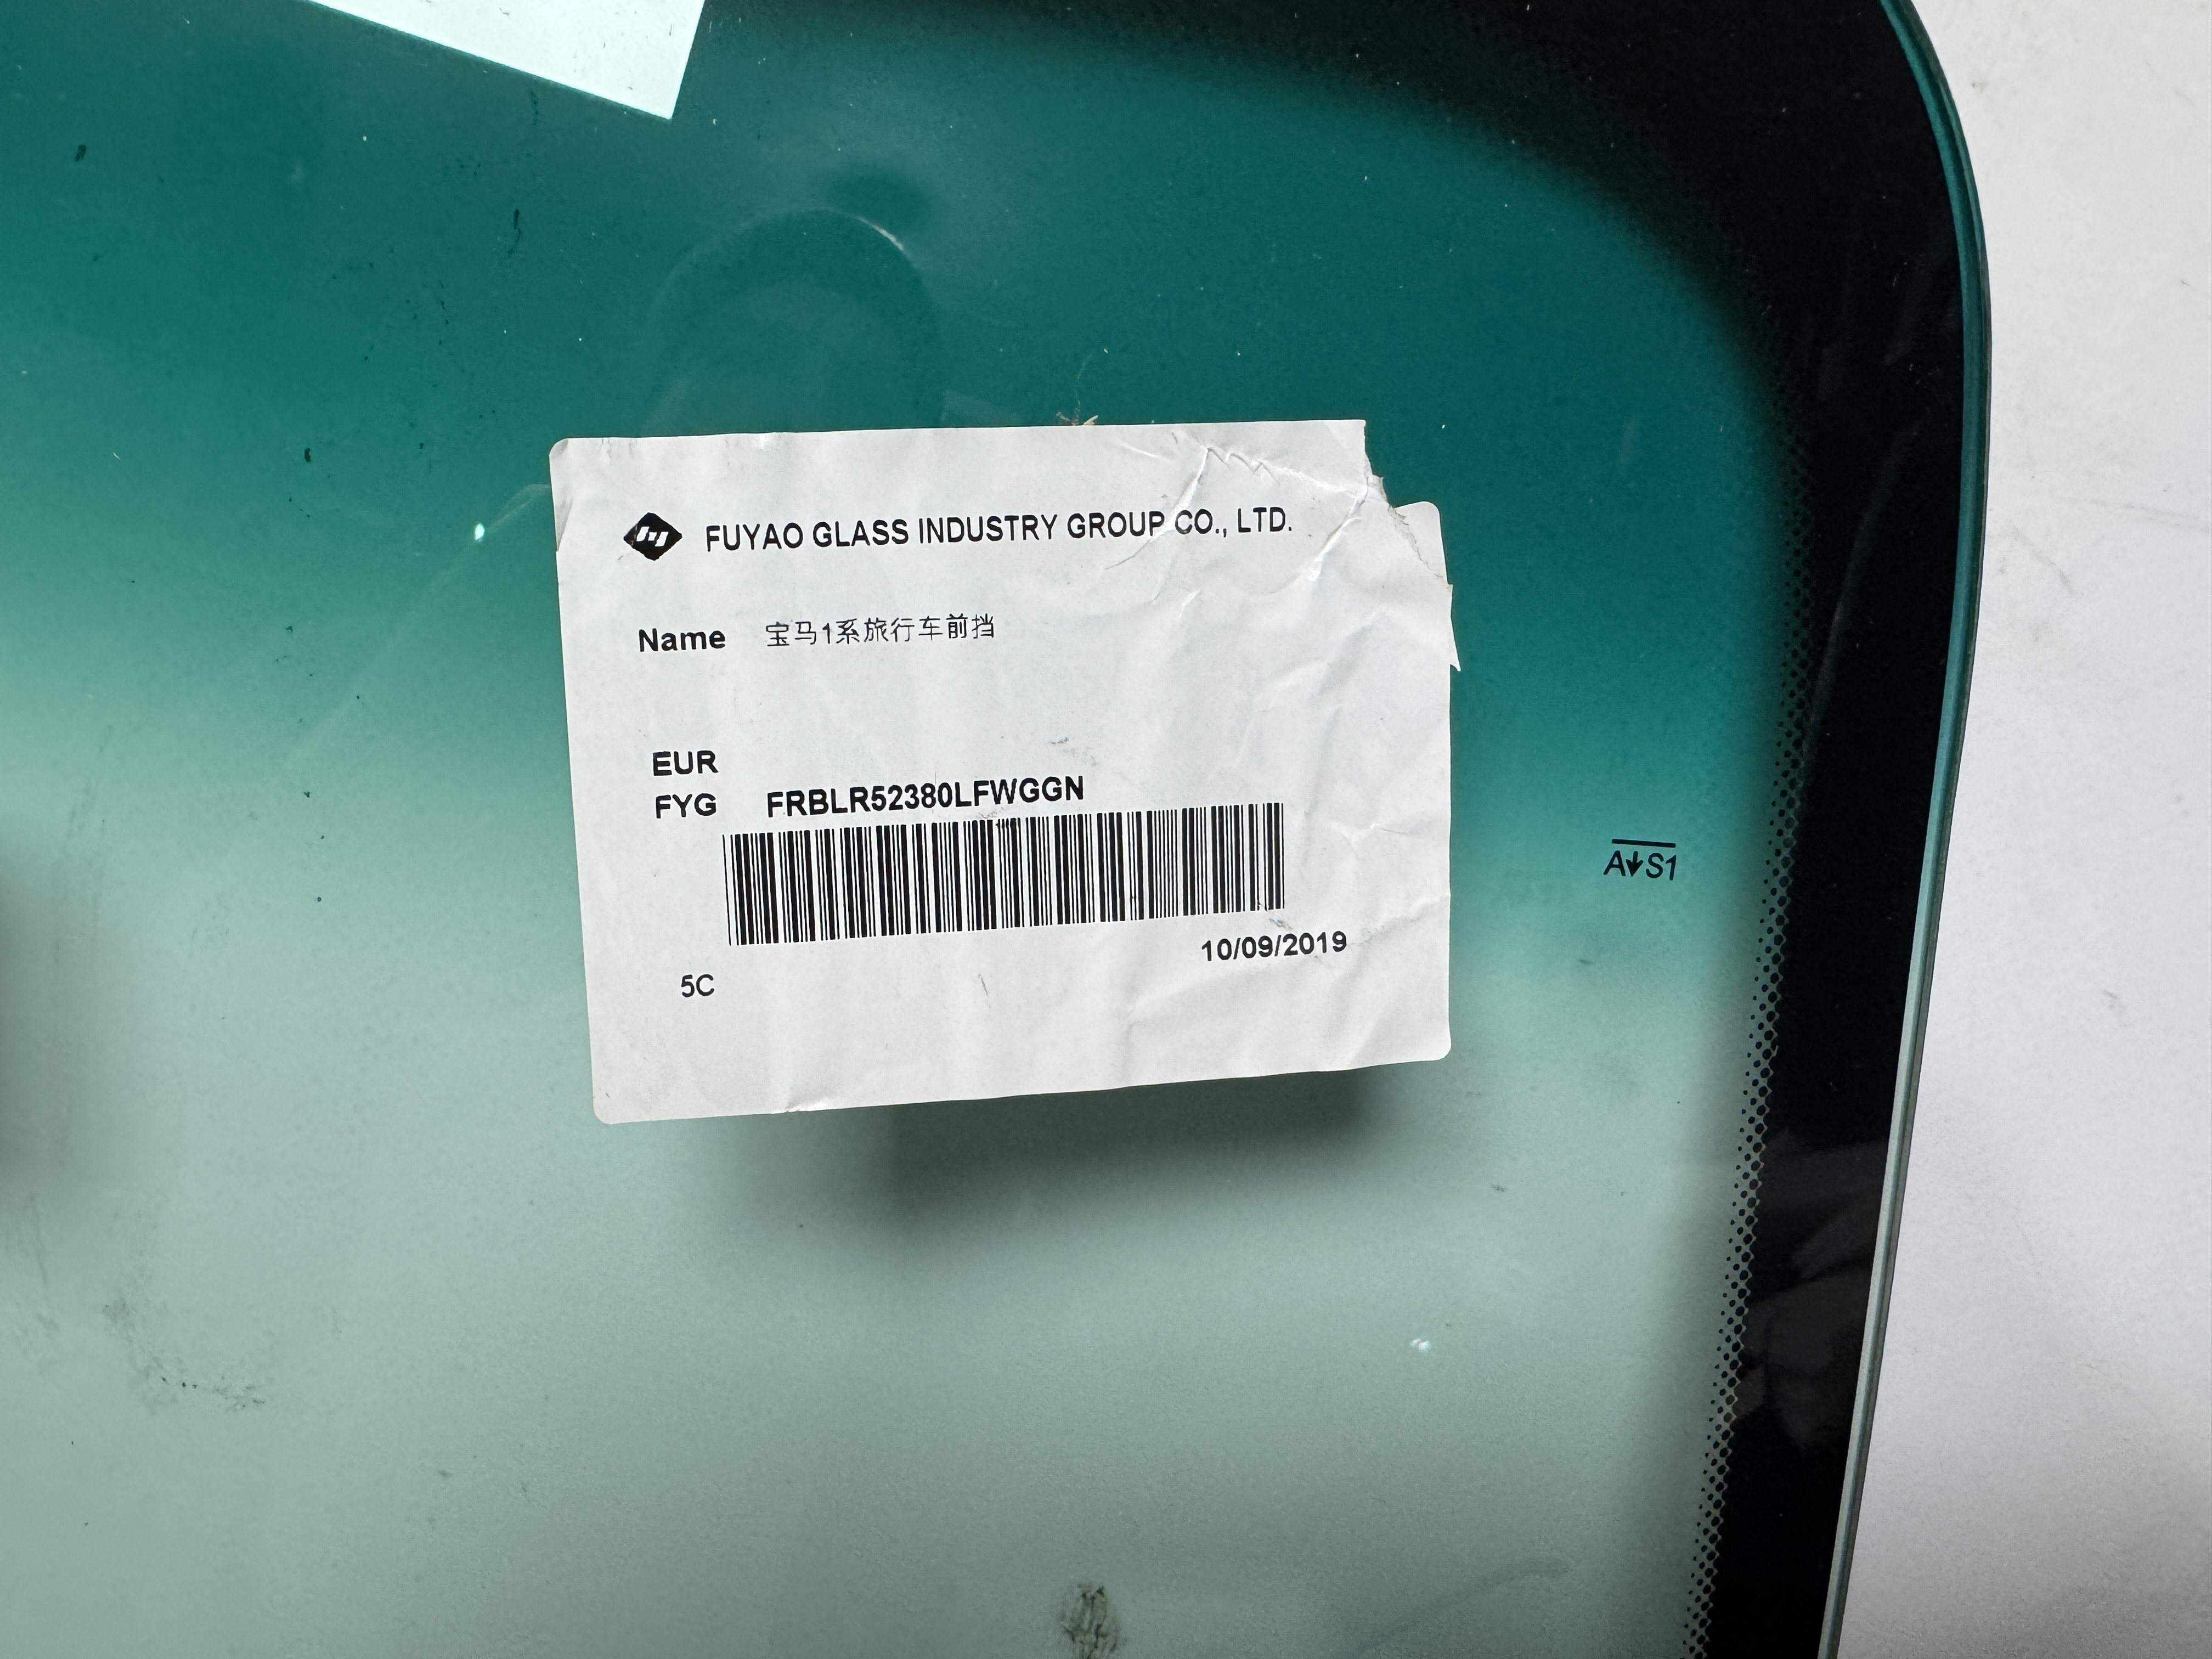 FUYAO GLASS INDUSTRY GROUP CO., LTD.
Name 宝马1系旅行车前挡
EUR
FYG FRBLR52380LFWGGN
10/09/2019
5C
A↓S1